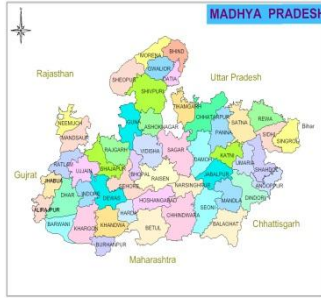 MADHYA PRADESH
MORENA
BHIND
GWALIOR
Rajasthan
SHEOPUR
DATIA
Uttar Pradesh
SHIVPURI
TIKAMGARH
NEEMUCH
GUNA
ASHOKNAGAR
CHHATARPUR
SATNA
REWA
Bihar
MANDSAUR
PANNA
SIDHI
SINGROLI
RAJGARH
VIDISHA
SAGAR
DAMOH
KATNI
UMARIA
SHAHDOL
Gujrat
RATLAM
UJJAIN
SHAJAPUR
BHOPAL
RAISEN
JABALPUR
ANUPPUR
JHABUA
INDORE
DEWAS
SEHORE
NARSINGHPUR
DINDORI
ALIRAJPUR
DHAR
HARDA
HOSHANGABAD
SEONI
MANDLA
BARWANI
KHARGON
KHANDWA
BETUL
CHHINDWARA
BALAGHAT
Chhattisgarh
BURHANPUR
Maharashtra